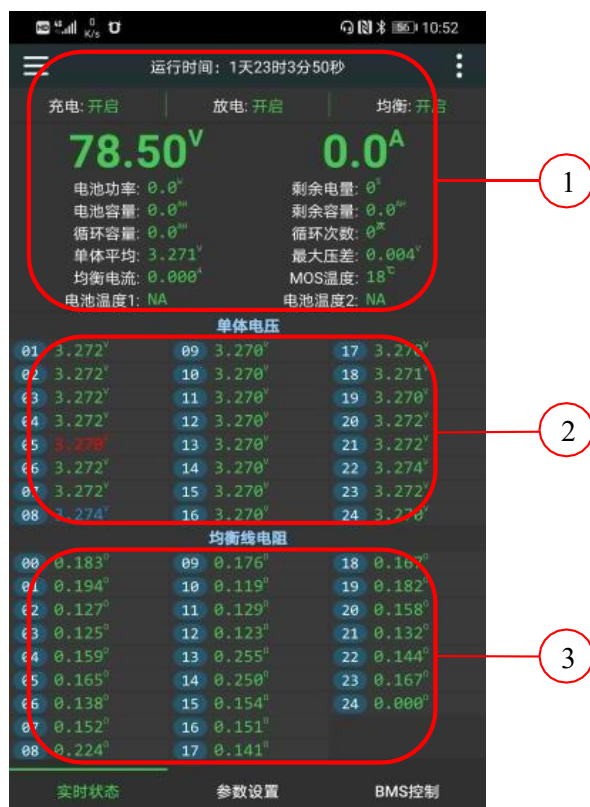 HD 4G 0 K/s 56 10:52
运行时间: 1天23时3分50秒
充电: 开启 放电: 开启 均衡: 开启
78.50V 0.0A
电池功率: 0.0W 剩余电量: 0%
电池容量: 0.0AH 剩余容量: 0.0AH
循环容量: 0.0AH 循环次数: 0次
单体平均: 3.271V 最大压差: 0.004V
均衡电流: 0.000A MOS温度: 18℃
电池温度1: NA 电池温度2: NA
1
单体电压
01 3.272V 09 3.270V 17 3.270V
02 3.272V 10 3.270V 18 3.271V
03 3.272V 11 3.270V 19 3.270V
04 3.272V 12 3.270V 20 3.272V
05 3.270V 13 3.270V 21 3.272V
06 3.272V 14 3.270V 22 3.274V
07 3.272V 15 3.270V 23 3.272V
08 3.274V 16 3.270V 24 3.270V
2
均衡线电阻
00 0.183Ω 09 0.176Ω 18 0.167Ω
01 0.194Ω 10 0.119Ω 19 0.182Ω
02 0.127Ω 11 0.129Ω 20 0.158Ω
03 0.125Ω 12 0.123Ω 21 0.132Ω
04 0.159Ω 13 0.255Ω 22 0.144Ω
05 0.165Ω 14 0.250Ω 23 0.167Ω
06 0.138Ω 15 0.154Ω 24 0.000Ω
07 0.152Ω 16 0.151Ω
08 0.224Ω 17 0.141Ω
3
实时状态 参数设置 BMS控制